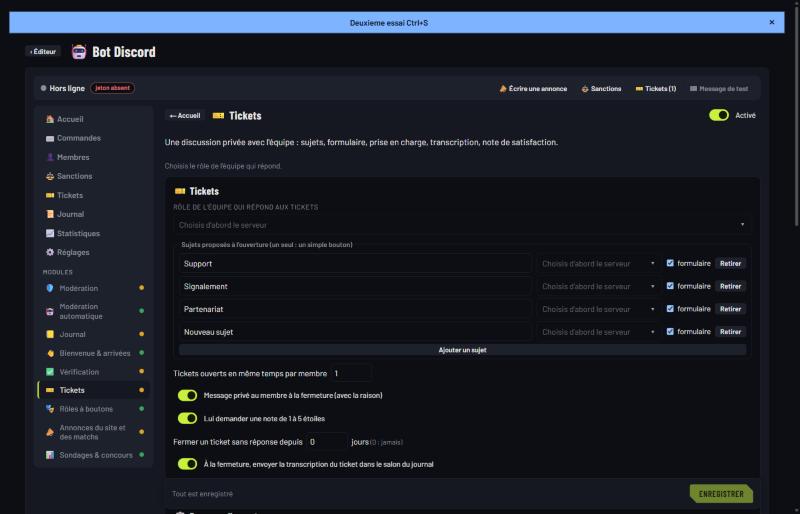 Deuxieme essai Ctrl+S
×
‹ Éditeur
Bot Discord
Hors ligne
jeton absent
Écrire une annonce
Sanctions
Tickets (1)
Message de test
Accueil
Commandes
Membres
Sanctions
Tickets
Journal
Statistiques
Réglages
MODULES
Modération
Modération
automatique
Journal
Bienvenue & arrivées
Vérification
Tickets
Rôles à boutons
Annonces du site et
des matchs
Sondages & concours
← Accueil
Tickets
Activé
Une discussion privée avec l'équipe : sujets, formulaire, prise en charge, transcription, note de satisfaction.
Choisis le rôle de l'équipe qui répond.
Tickets
RÔLE DE L'ÉQUIPE QUI RÉPOND AUX TICKETS
Choisis d'abord le serveur
Sujets proposés à l'ouverture (un seul : un simple bouton)
Support
Choisis d'abord le serveur
formulaire
Retirer
Signalement
Choisis d'abord le serveur
formulaire
Retirer
Partenariat
Choisis d'abord le serveur
formulaire
Retirer
Nouveau sujet
Choisis d'abord le serveur
formulaire
Retirer
Ajouter un sujet
Tickets ouverts en même temps par membre 1
Message privé au membre à la fermeture (avec la raison)
Lui demander une note de 1 à 5 étoiles
Fermer un ticket sans réponse depuis 0 jours (0 : jamais)
À la fermeture, envoyer la transcription du ticket dans le salon du journal
Tout est enregistré
ENREGISTRER